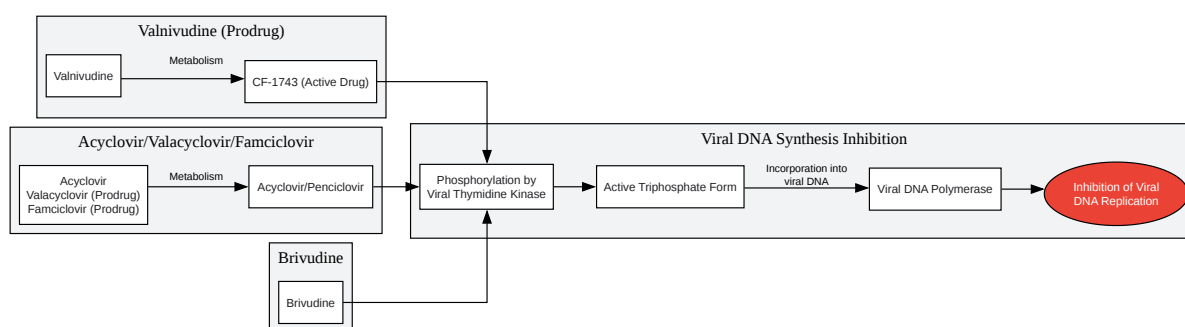 Valnivudine (Prodrug)
Valnivudine
Metabolism
CF-1743 (Active Drug)
Acyclovir/Valacyclovir/Famciclovir
Acyclovir
Valacyclovir (Prodrug)
Famciclovir (Prodrug)
Metabolism
Acyclovir/Penciclovir
Brivudine
Brivudine
Viral DNA Synthesis Inhibition
Phosphorylation by
Viral Thymidine Kinase
Active Triphosphate Form
Incorporation into
viral DNA
Viral DNA Polymerase
Inhibition of Viral
DNA Replication